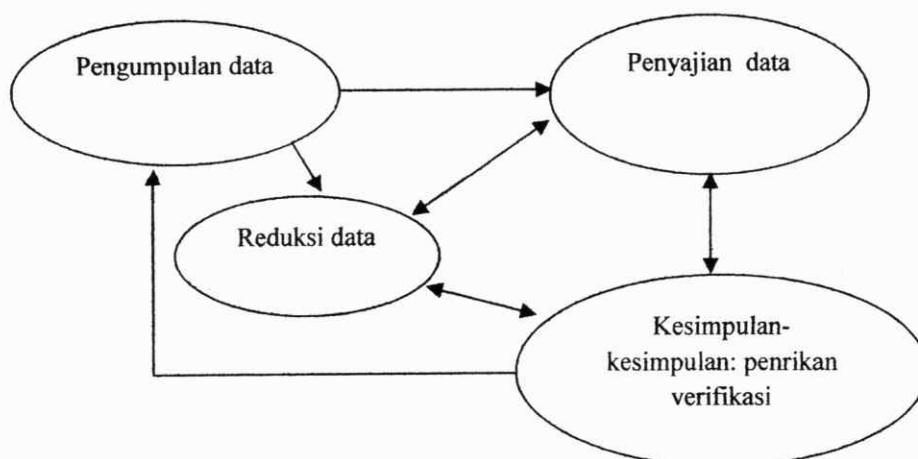 Pengumpulan data
Penyajian data
Reduksi data
Kesimpulan-
kesimpulan: penrikan
verifikasi